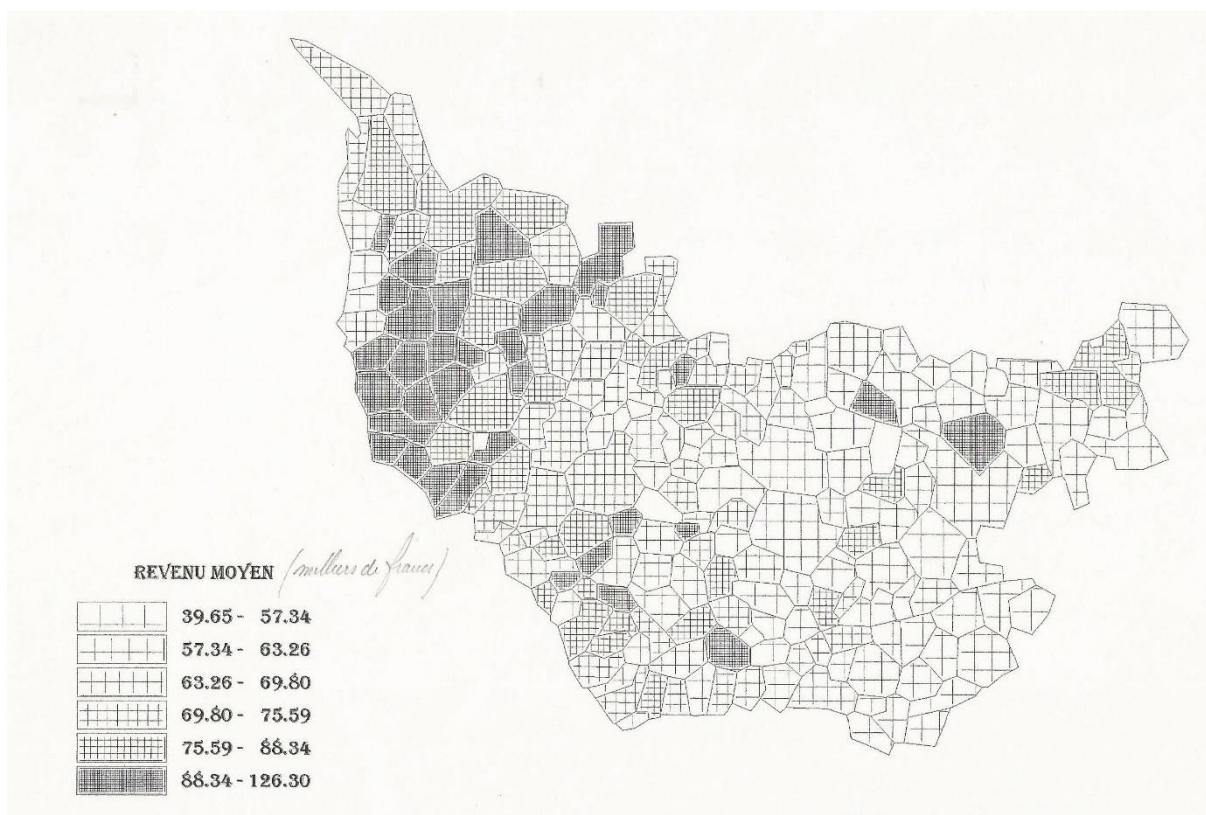 REVENU MOYEN (milliers de francs)
39.65 - 57.34
57.34 - 63.26
63.26 - 69.80
69.80 - 75.59
75.59 - 88.34
88.34 - 126.30